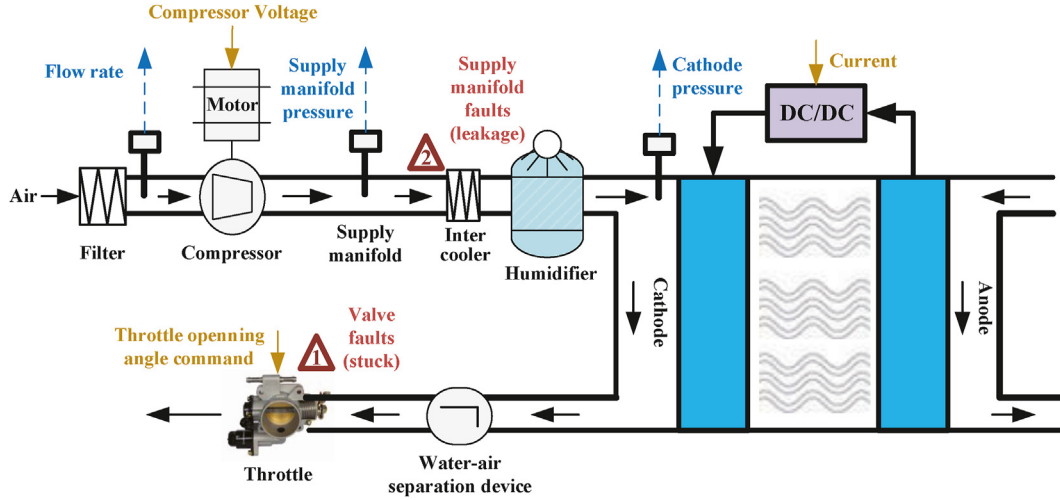 Compressor Voltage
Flow rate
Motor
Supply
manifold
pressure
Supply
manifold
faults
(leakage)
2
Cathode
pressure
Current
DC/DC
Air
Filter
Compressor
Supply
manifold
Inter
cooler
Humidifier
Cathode
Anode
Throttle openning
angle command
1
Valve
faults
(stuck)
Throttle
Water-air
separation device